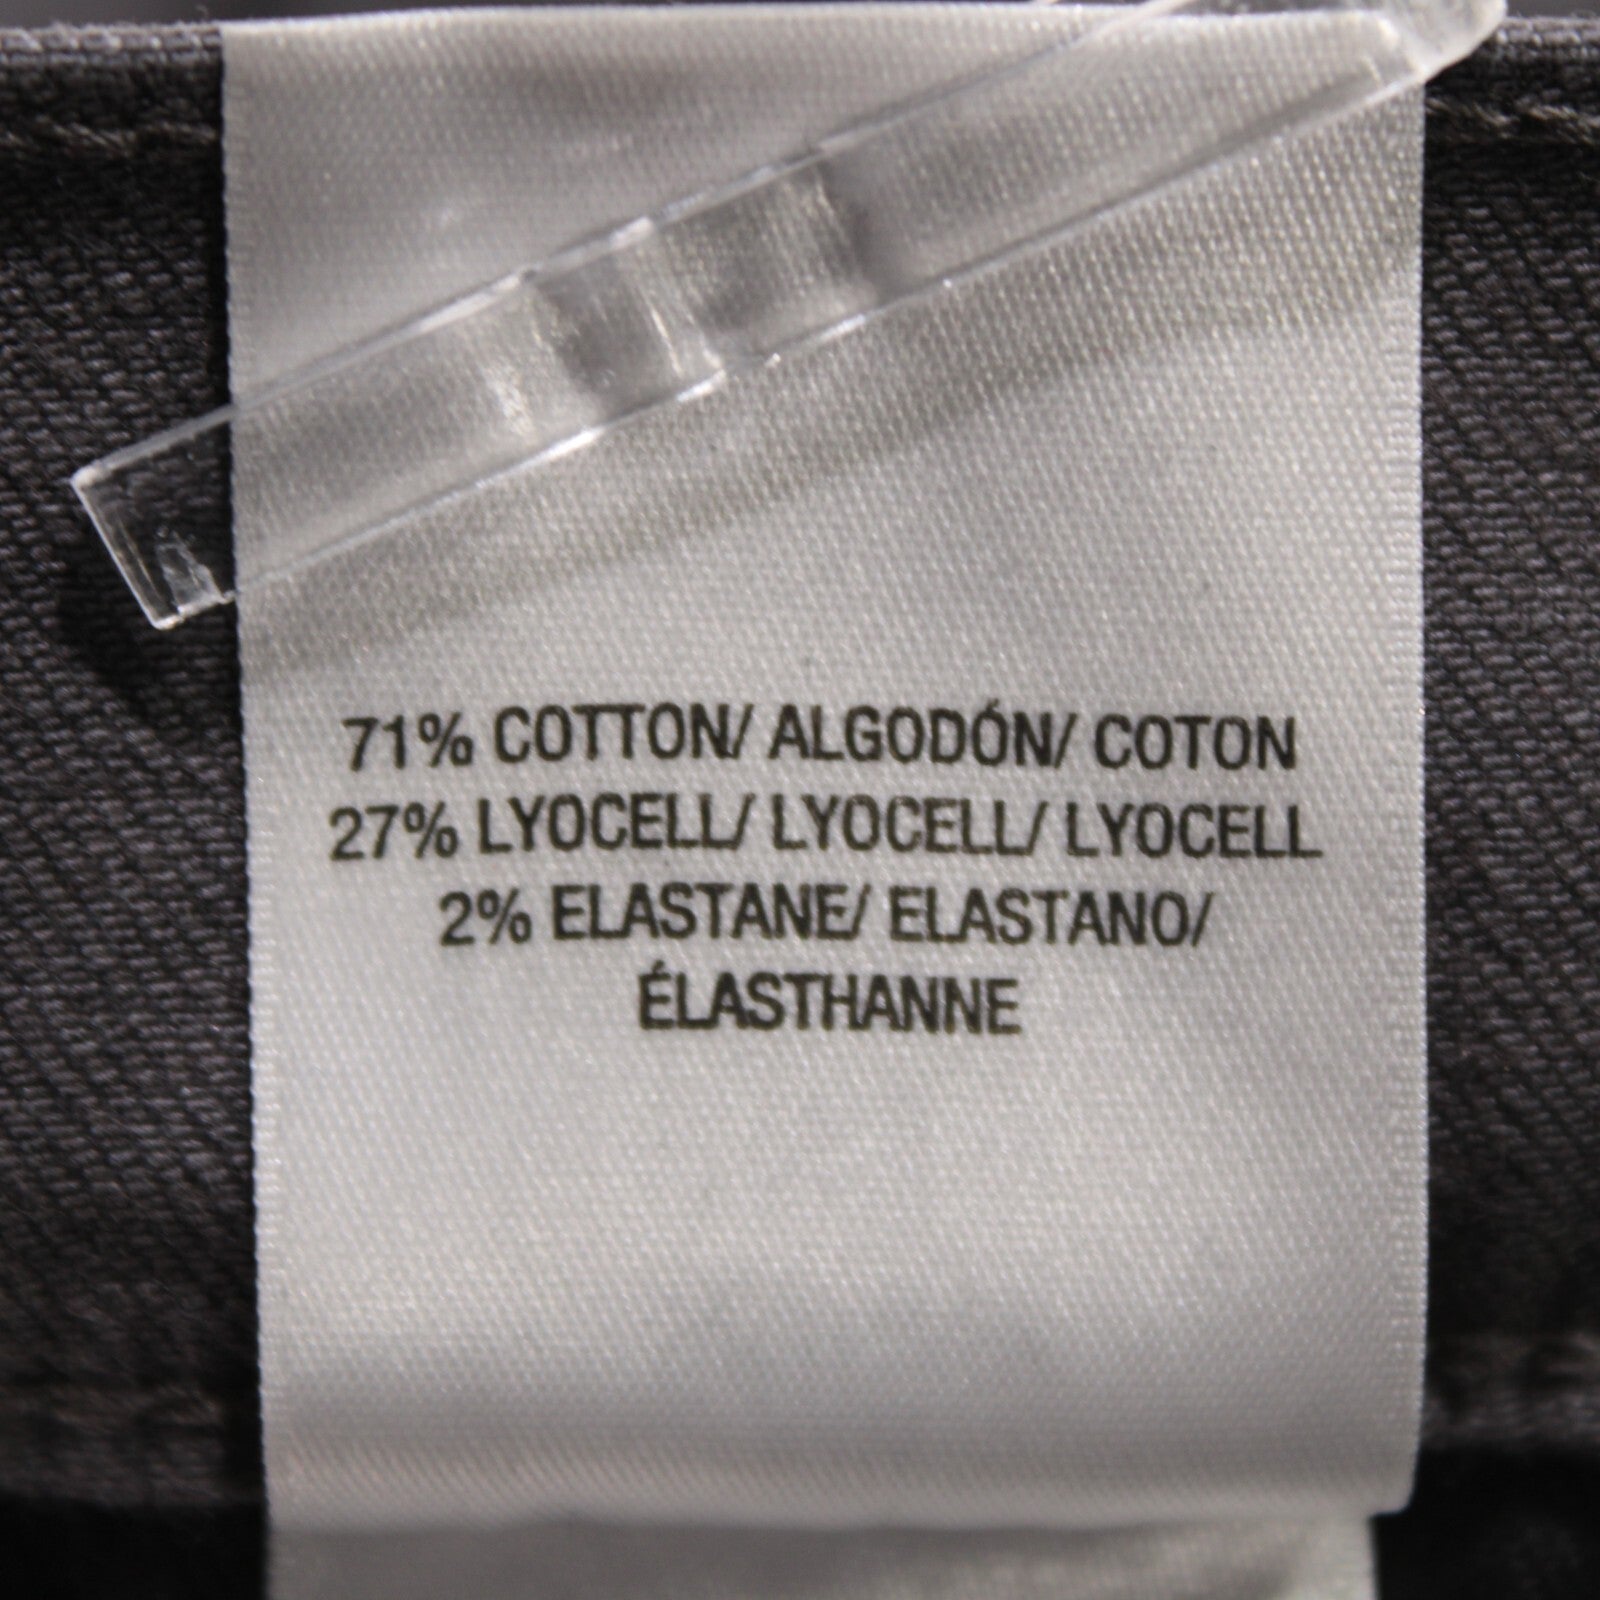 71% COTTON/ ALGODÓN/ COTON
27% LYOCELL/ LYOCELL/ LYOCELL
2% ELASTANE/ ELASTANO/
ÉLASTHANNE